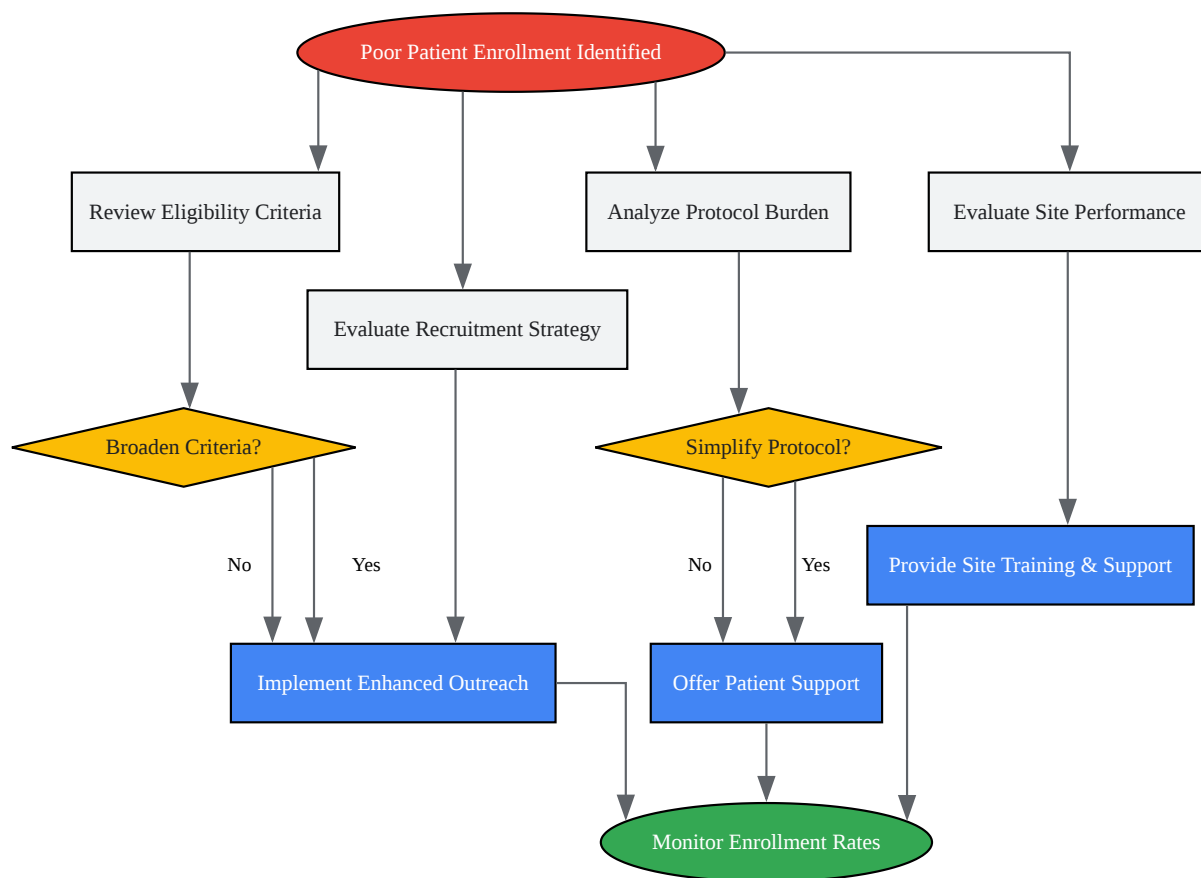 Poor Patient Enrollment Identified
Review Eligibility Criteria
Analyze Protocol Burden
Evaluate Site Performance
Evaluate Recruitment Strategy
Broaden Criteria?
Simplify Protocol?
No
Yes
No
Yes
Provide Site Training & Support
Implement Enhanced Outreach
Offer Patient Support
Monitor Enrollment Rates